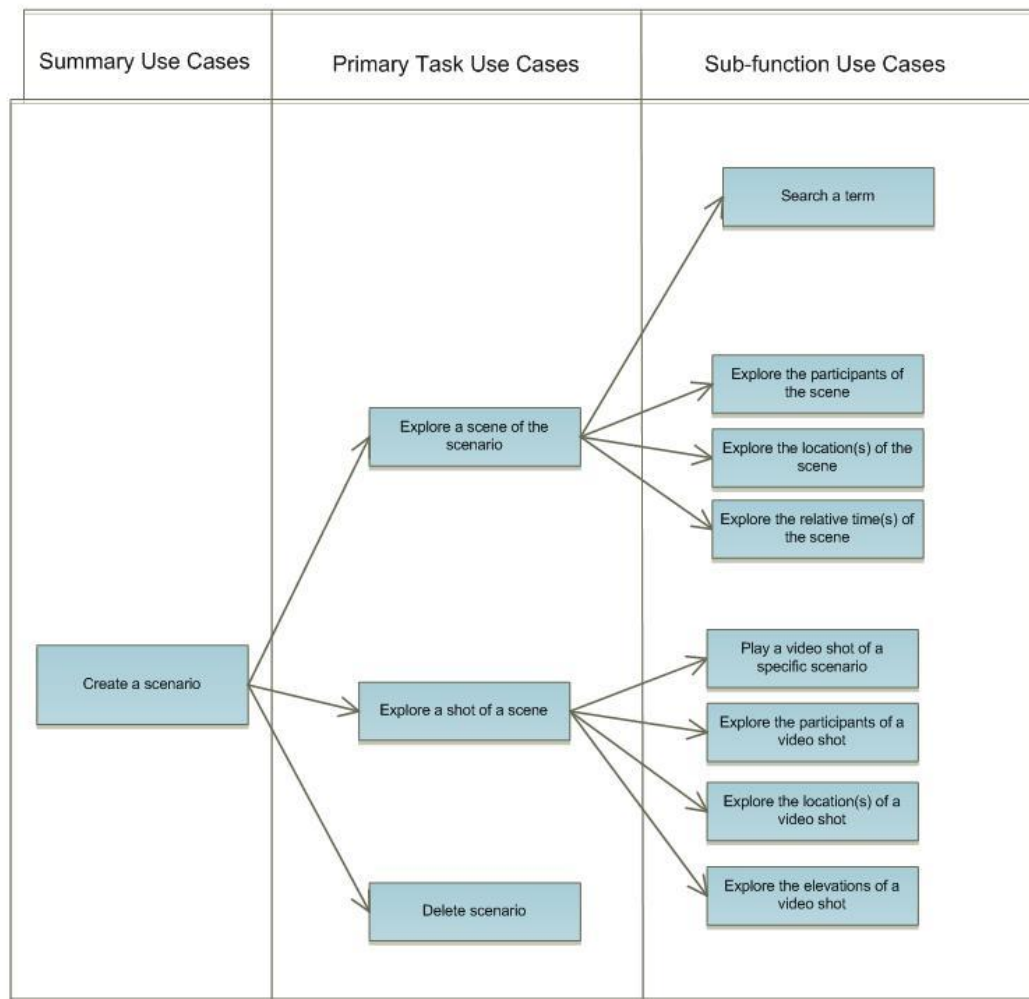 Summary Use Cases
Primary Task Use Cases
Sub-function Use Cases
Search a term
Explore the participants of
the scene
Explore a scene of the
scenario
Explore the location(s) of the
scene
Explore the relative time(s) of
the scene
Create a scenario
Play a video shot of a
specific scenario
Explore a shot of a scene
Explore the participants of a
video shot
Explore the location(s) of a
video shot
Delete scenario
Explore the elevations of a
video shot